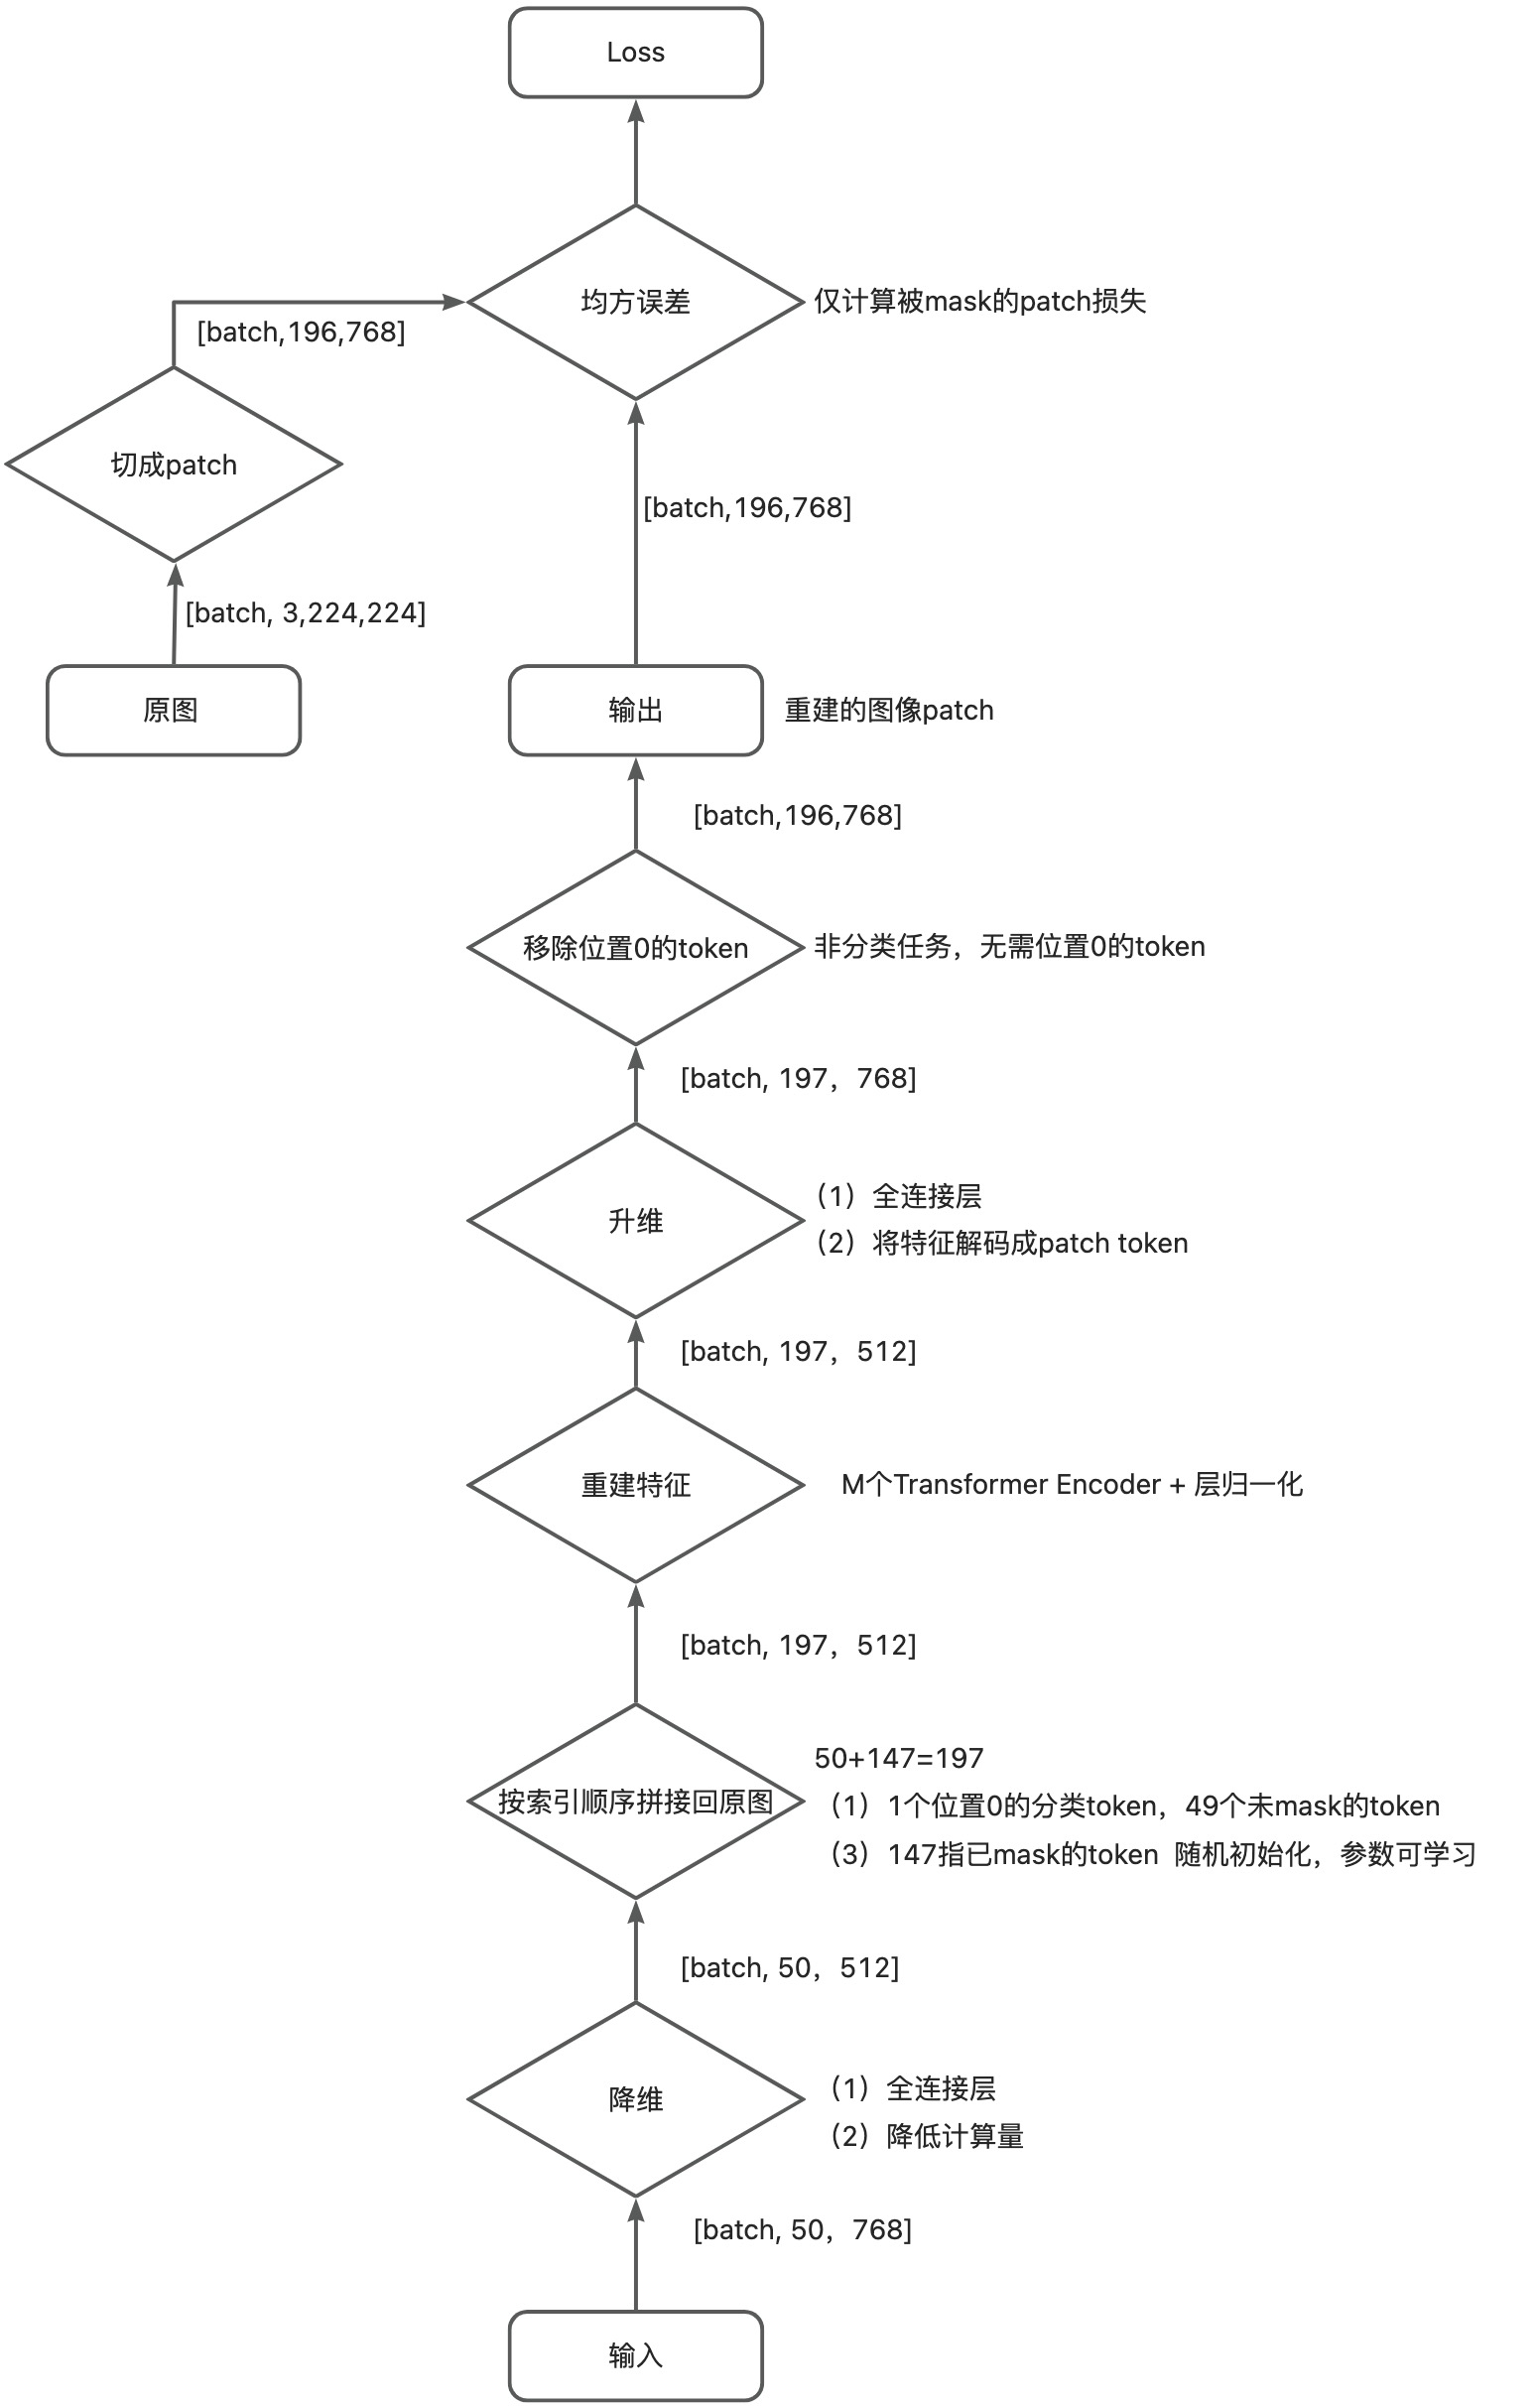 Loss
均方误差
仅计算被mask的patch损失
[batch,196,768]
切成patch
[batch,196,768]
[batch, 3,224,224]
原图
输出
重建的图像patch
[batch,196,768]
移除位置0的token
非分类任务，无需位置0的token
[batch, 197，768]
升维
（1）全连接层
（2）将特征解码成patch token
[batch, 197，512]
重建特征
M个Transformer Encoder + 层归一化
[batch, 197，512]
按索引顺序拼接回原图
50+147=197
（1）1个位置0的分类token，49个未mask的token
（3）147指已mask的token 随机初始化，参数可学习
[batch, 50，512]
降维
（1）全连接层
（2）降低计算量
[batch, 50，768]
输入